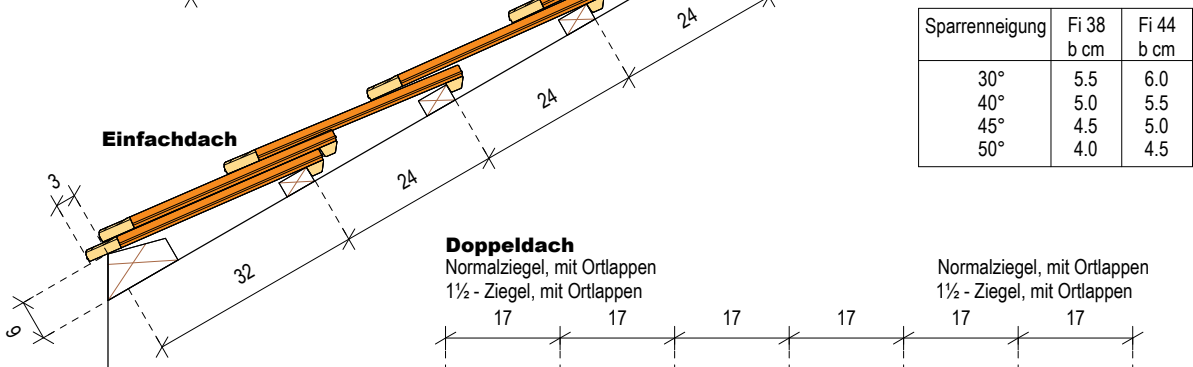 24
24
24
24
32
3
6
Einfachdach
Sparrenneigung Fi 38 Fi 44
b cm b cm
30° 5.5 6.0
40° 5.0 5.5
45° 4.5 5.0
50° 4.0 4.5
Doppeldach
Normalziegel, mit Ortlappen
1½ - Ziegel, mit Ortlappen
Normalziegel, mit Ortlappen
1½ - Ziegel, mit Ortlappen
17 17 17 17 17 17